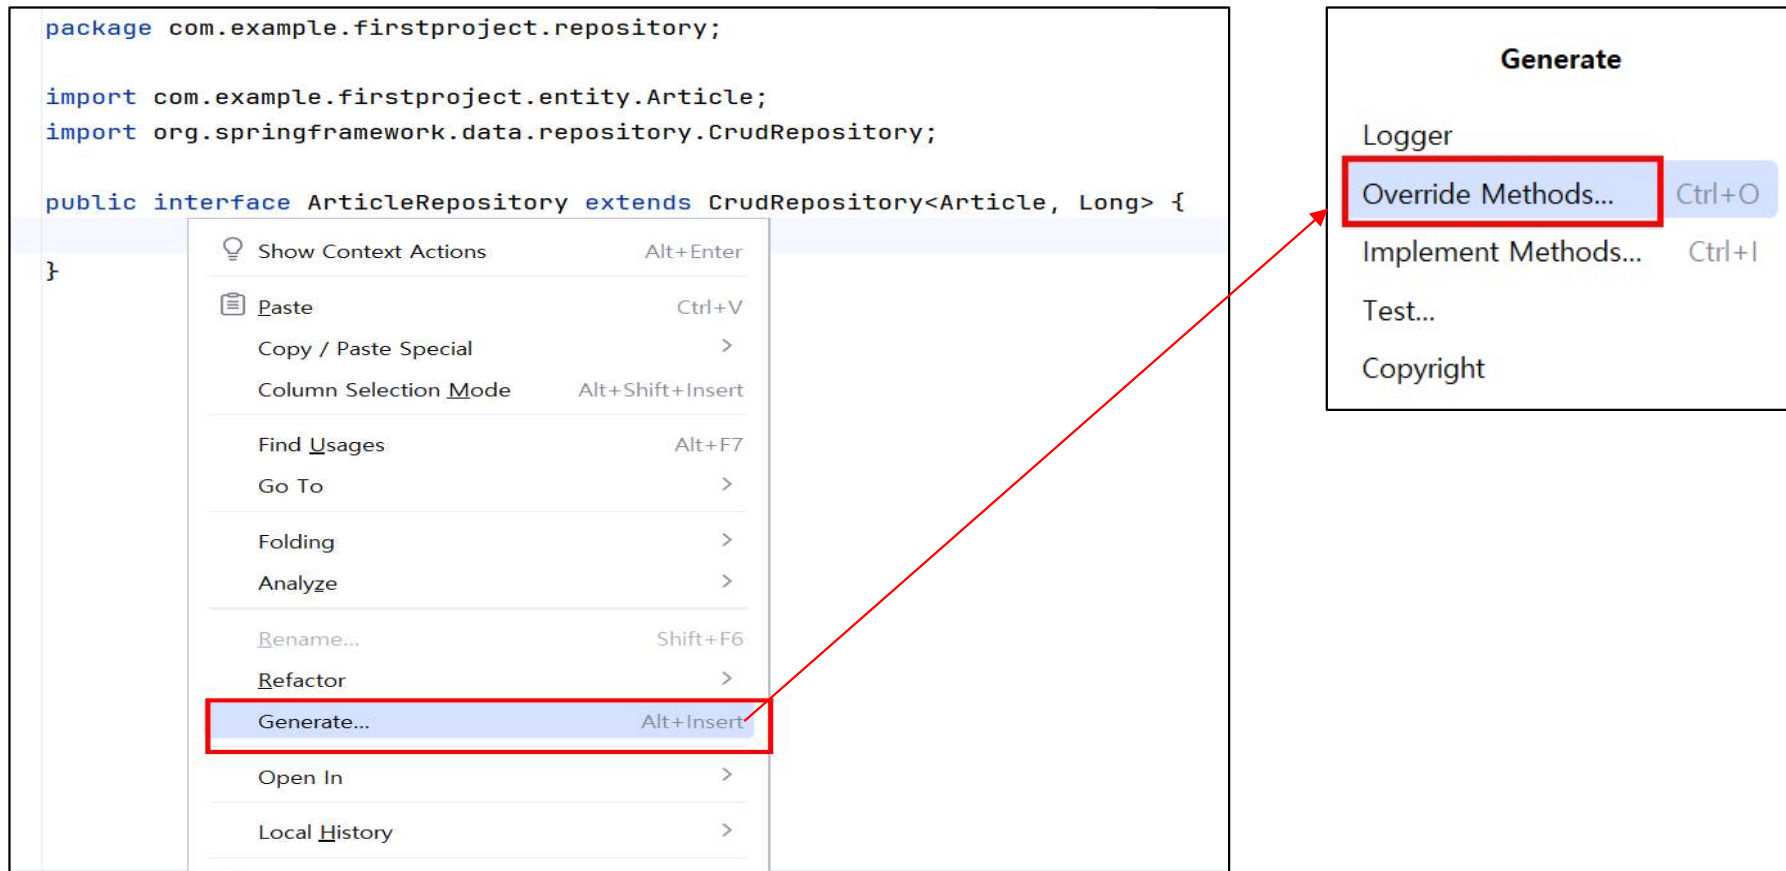 package com.example.firstproject.repository;
import com.example.firstproject.entity.Article;
import org.springframework.data.repository.CrudRepository;
public interface ArticleRepository extends CrudRepository<Article, Long> {
}
Show Context Actions Alt+Enter
Paste Ctrl+V
Copy / Paste Special >
Column Selection Mode Alt+Shift+Insert
Find Usages Alt+F7
Go To >
Folding >
Analyze >
Rename... Shift+F6
Refactor >
Generate... Alt+Insert
Open In >
Local History >
Generate
Logger
Override Methods... Ctrl+O
Implement Methods... Ctrl+I
Test...
Copyright